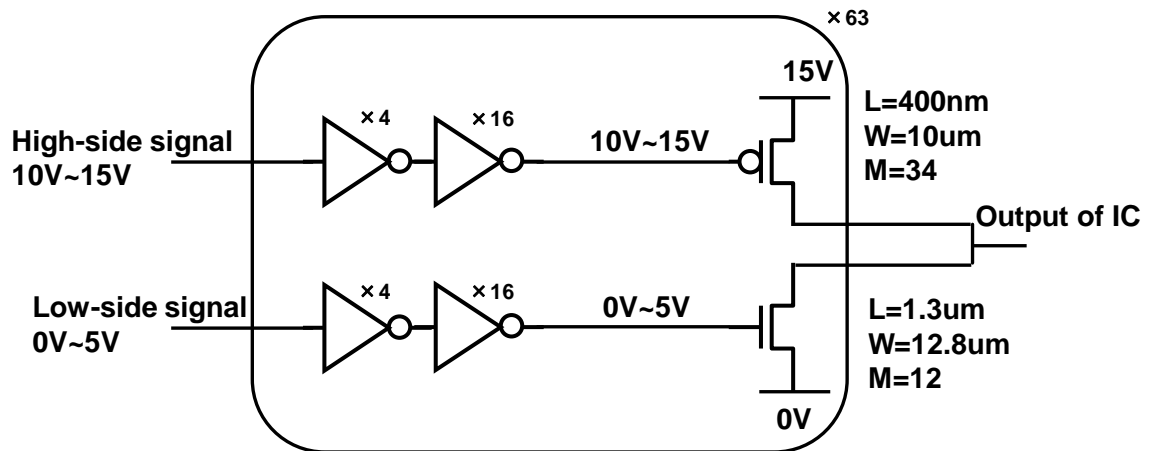 ×63
15V
L=400nm
W=10um
M=34
×4
×16
High-side signal
10V~15V
10V~15V
Output of IC
×4
×16
Low-side signal
0V~5V
0V~5V
L=1.3um
W=12.8um
M=12
0V